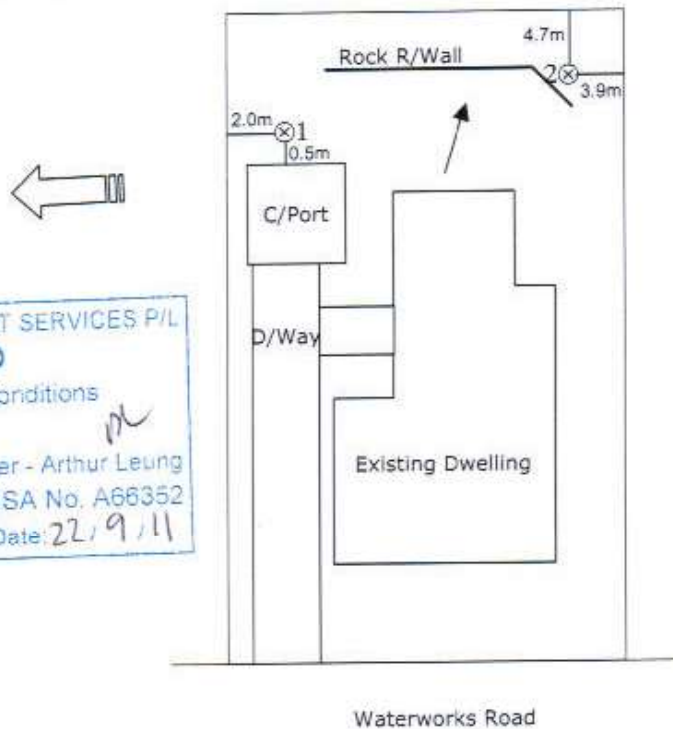 4.7m
Rock R/Wall
2
3.9m
2.0m
1
0.5m
C/Port
T SERVICES P/L
D/Way
onditions
er - Arthur Leung
Existing Dwelling
SA No. A66352
Date: 22/9/11
Waterworks Road